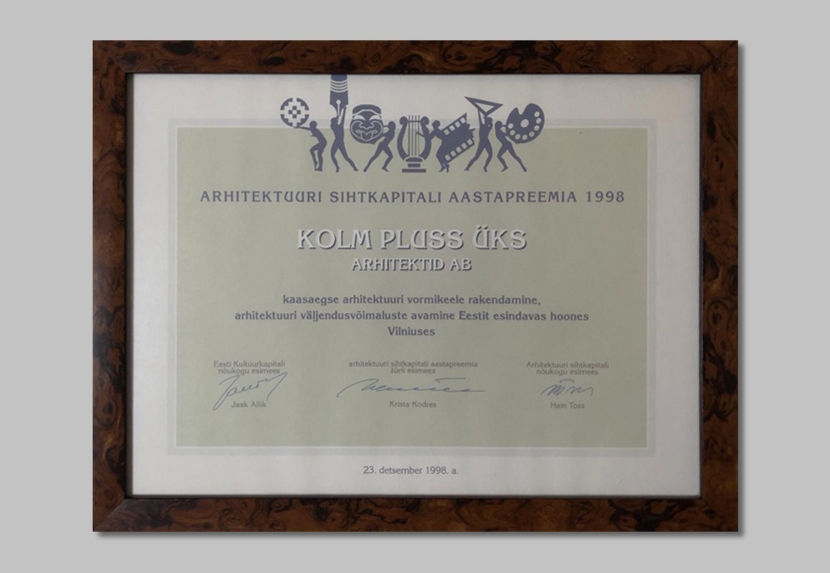 ARHITEKTUURI SIHTKAPITALI AASTAPREEMIA 1998
KOLM PLUSS ÜKS
ARHITEKTID AB
kaasaegse arhitektuuri vormikeele rakendamine,
arhitektuuri väljendusvõimaluste avamine Eestit esindavas hoones
Vilniuses
Eesti Kultuurkapitali
nõukogu esimees
Jaak Allik
arhitektuuri sihtkapitali aastapreemia
žürii esimees
Krista Kodres
Arhitektuuri sihtkapitali
nõukogu esimees
Hain Toss
23. detsember 1998. a.